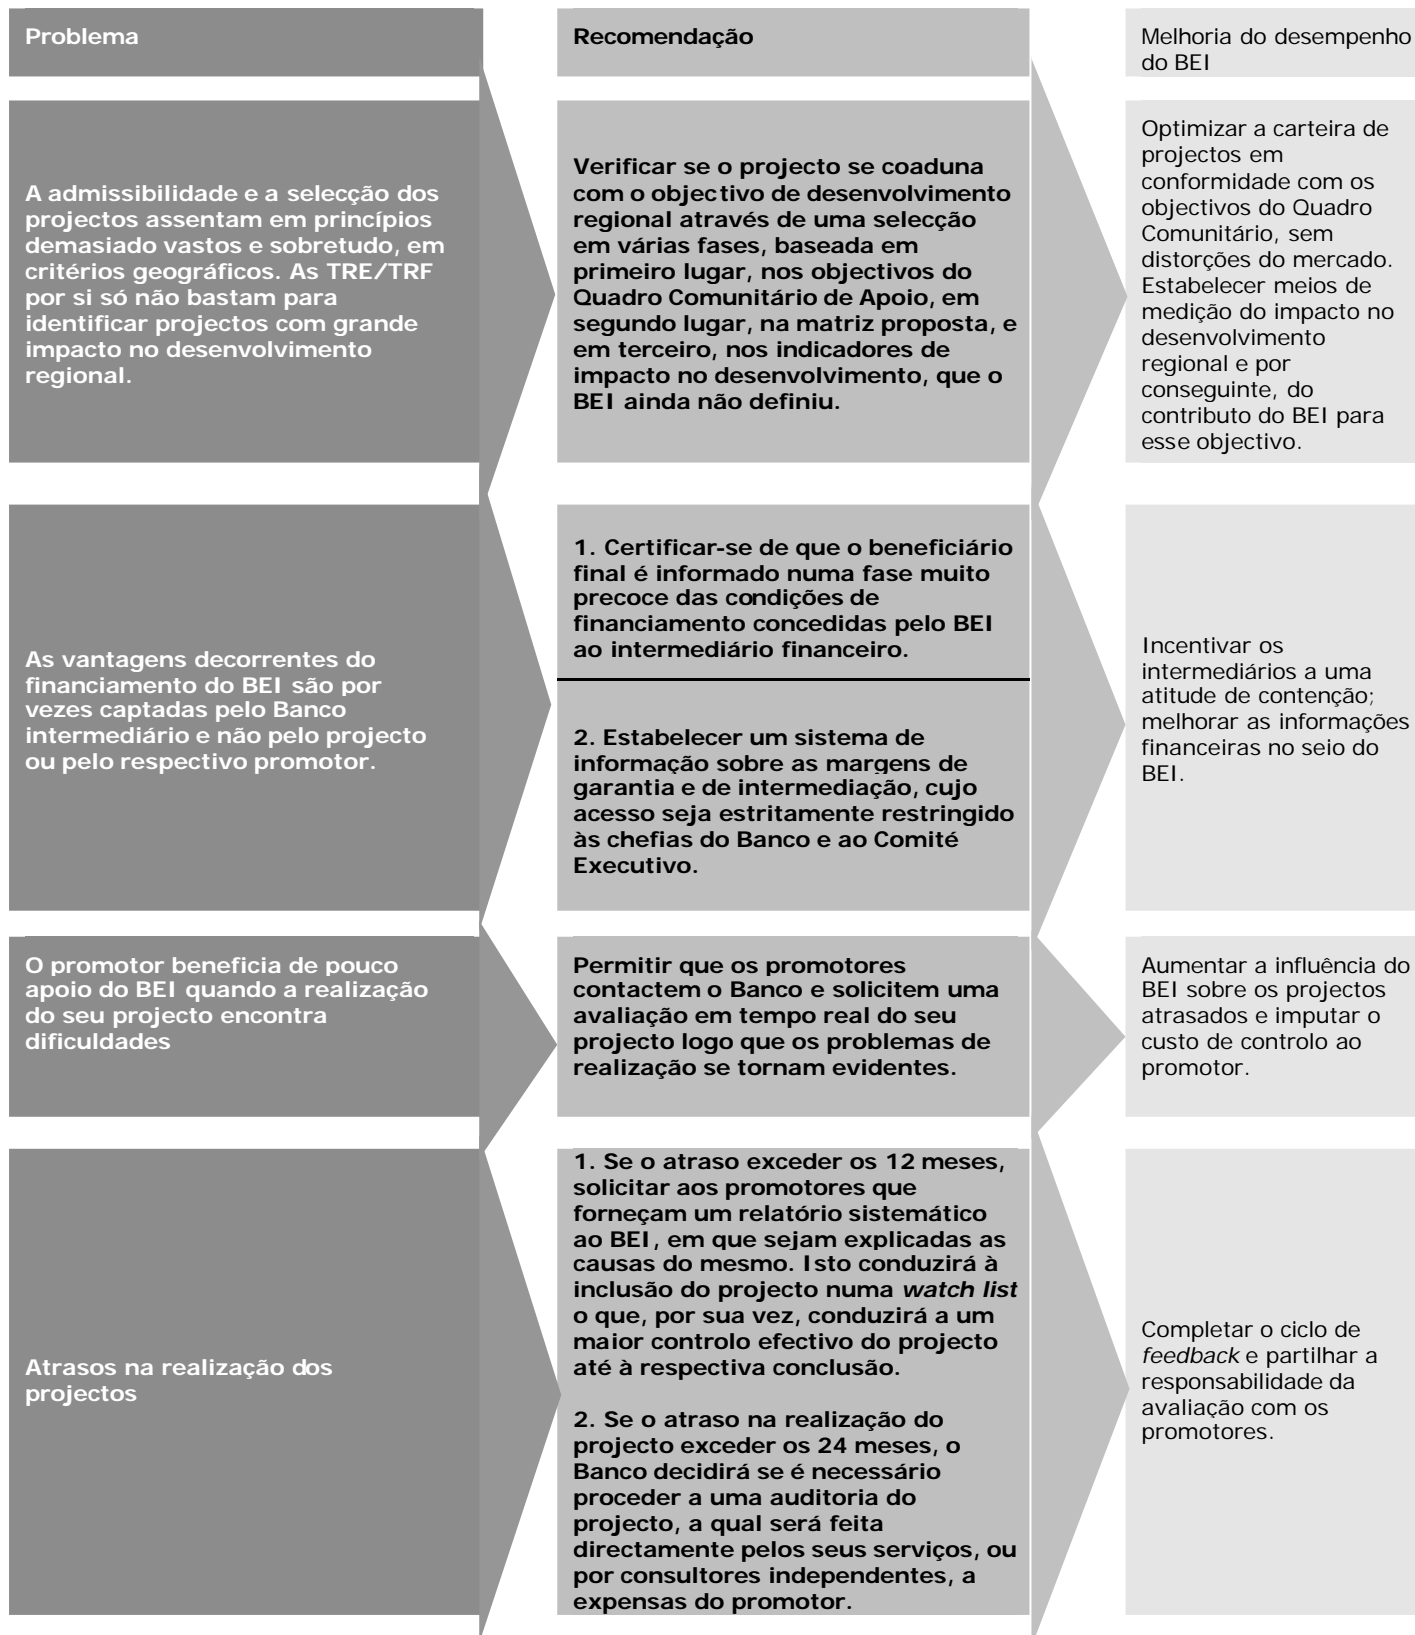 Problema
Recomendação
Melhoria do desempenho
do BEI
A admissibilidade e a selecção dos
projectos assentam em princípios
demasiado vastos e sobretudo, em
critérios geográficos. As TRE/TRF
por si só não bastam para
identificar projectos com grande
impacto no desenvolvimento
regional.
Verificar se o projecto se coaduna
com o objectivo de desenvolvimento
regional através de uma selecção
em várias fases, baseada em
primeiro lugar, nos objectivos do
Quadro Comunitário de Apoio, em
segundo lugar, na matriz proposta, e
em terceiro, nos indicadores de
impacto no desenvolvimento, que o
BEI ainda não definiu.
Optimizar a carteira de
projectos em
conformidade com os
objectivos do Quadro
Comunitário, sem
distorções do mercado.
Estabelecer meios de
medição do impacto no
desenvolvimento
regional e por
conseguinte, do
contributo do BEI para
esse objectivo.
As vantagens decorrentes do
financiamento do BEI são por
vezes captadas pelo Banco
intermediário e não pelo projecto
ou pelo respectivo promotor.
1. Certificar-se de que o beneficiário
final é informado numa fase muito
precoce das condições de
financiamento concedidas pelo BEI
ao intermediário financeiro.
2. Estabelecer um sistema de
informação sobre as margens de
garantia e de intermediação, cujo
acesso seja estritamente restringido
às chefias do Banco e ao Comité
Executivo.
Incentivar os
intermediários a uma
atitude de contenção;
melhorar as informações
financeiras no seio do
BEI.
O promotor beneficia de pouco
apoio do BEI quando a realização
do seu projecto encontra
dificuldades
Permitir que os promotores
contactem o Banco e solicitem uma
avaliação em tempo real do seu
projecto logo que os problemas de
realização se tornam evidentes.
Aumentar a influência do
BEI sobre os projectos
atrasados e imputar o
custo de controlo ao
promotor.
Atrasos na realização dos
projectos
1. Se o atraso exceder os 12 meses,
solicitar aos promotores que
forneçam um relatório sistemático
ao BEI, em que sejam explicadas as
causas do mesmo. Isto conduzirá à
inclusão do projecto numa watch list
o que, por sua vez, conduzirá a um
maior controlo efectivo do projecto
até à respectiva conclusão.
2. Se o atraso na realização do
projecto exceder os 24 meses, o
Banco decidirá se é necessário
proceder a uma auditoria do
projecto, a qual será feita
directamente pelos seus serviços, ou
por consultores independentes, a
expensas do promotor.
Completar o ciclo de
feedback e partilhar a
responsabilidade da
avaliação com os
promotores.